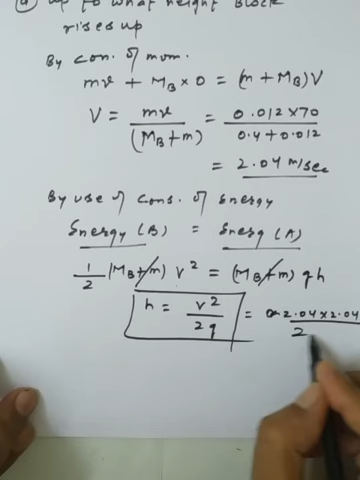 (a) up to what height block
rises up
By con. of mom.
mv + M_B × 0 = (m + M_B) V
V = mv / (M_B + m) = 0.012 × 70 / 0.4 + 0.012
= 2.04 m/sec
By use of cons. of Energy
Energy (B) = Energy (A)
1/2 (M_B + m) V² = (M_B + m) gh
h = V² / 2g = 2.04 × 2.04 / 2